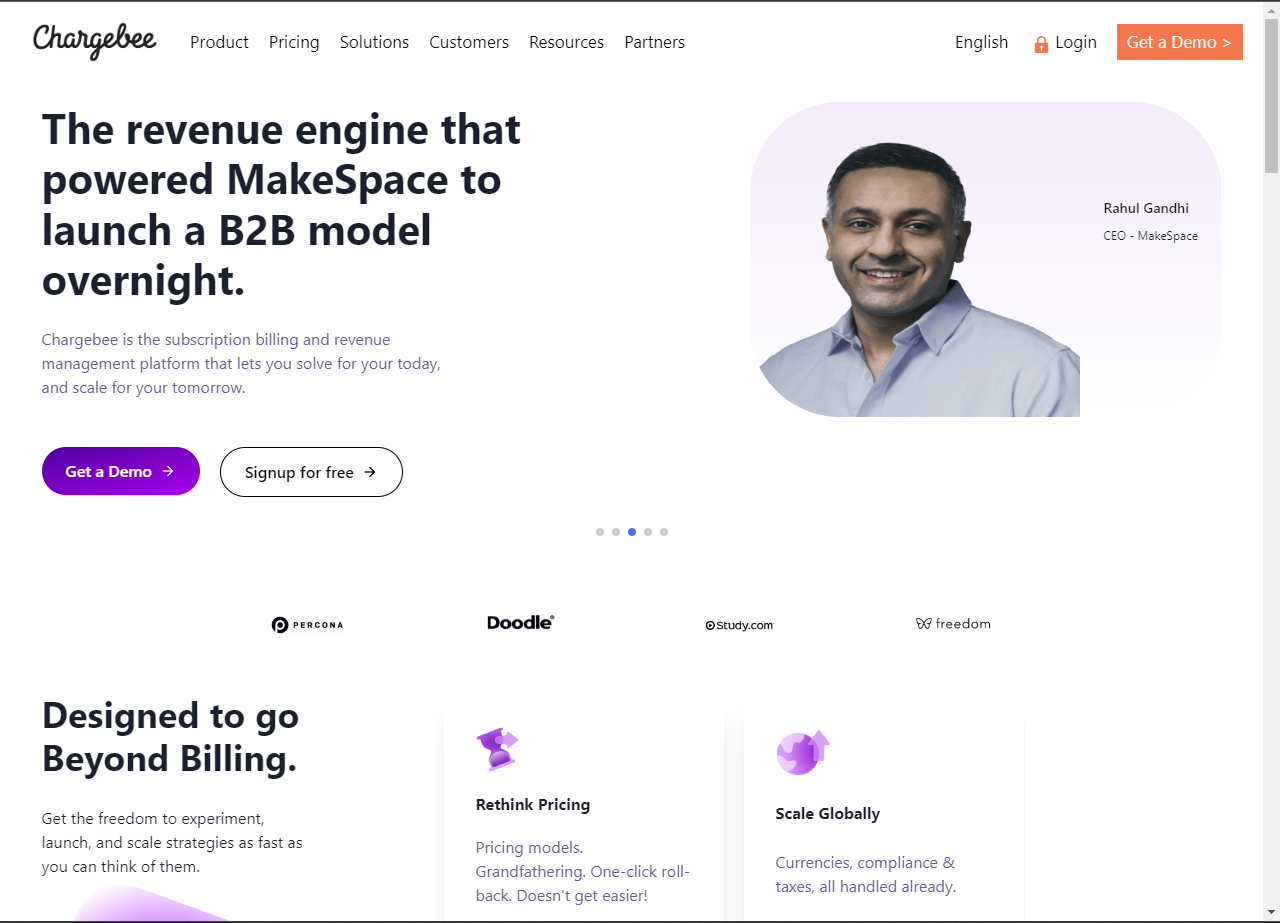 Chargebee
Product Pricing Solutions Customers Resources Partners
English Login Get a Demo >
The revenue engine that
powered MakeSpace to
launch a B2B model
overnight.
Chargebee is the subscription billing and revenue
management platform that lets you solve for your today,
and scale for your tomorrow.
Get a Demo →
Signup for free →
Rahul Gandhi
CEO - MakeSpace
PERCONA
Doodle®
Study.com
freedom
Designed to go
Beyond Billing.
Get the freedom to experiment,
launch, and scale strategies as fast as
you can think of them.
Rethink Pricing
Pricing models.
Grandfathering. One-click roll-
back. Doesn't get easier!
Scale Globally
Currencies, compliance &
taxes, all handled already.